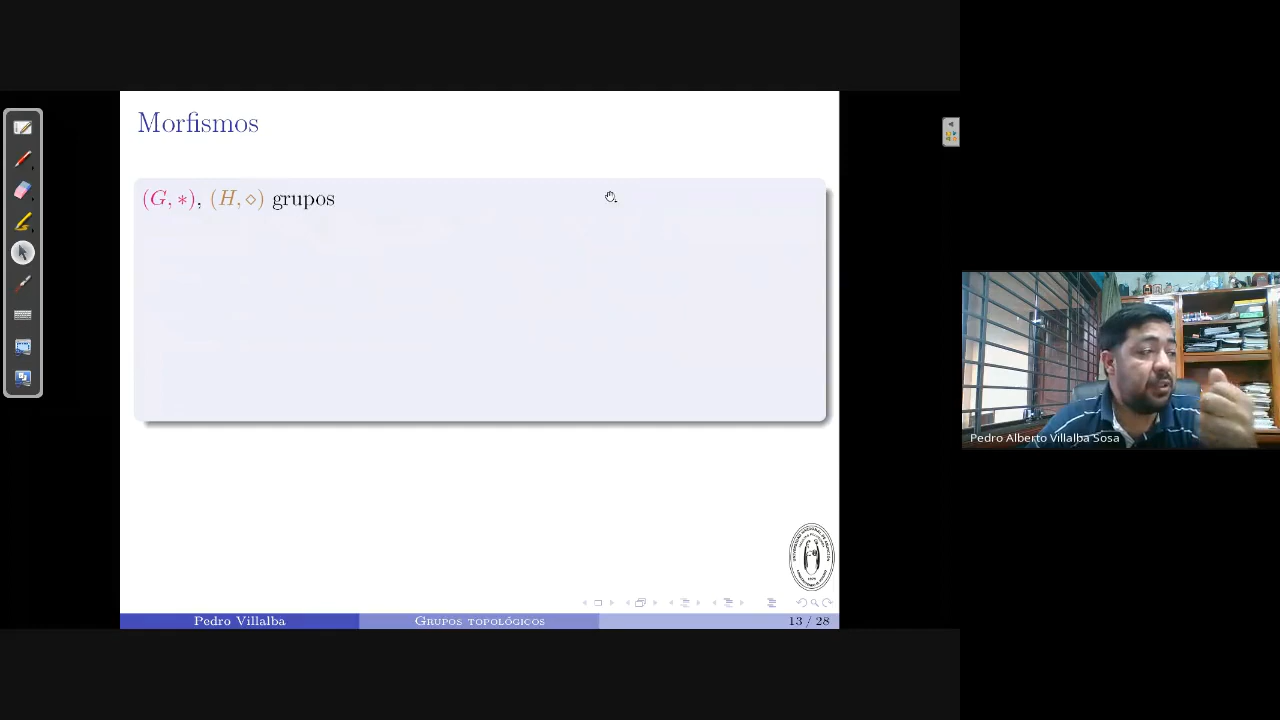 Morfismos
(G, ∗), (H, ⋄) grupos
Pedro Alberto Villalba Sosa
Pedro Villalba
Grupos topológicos
13 / 28